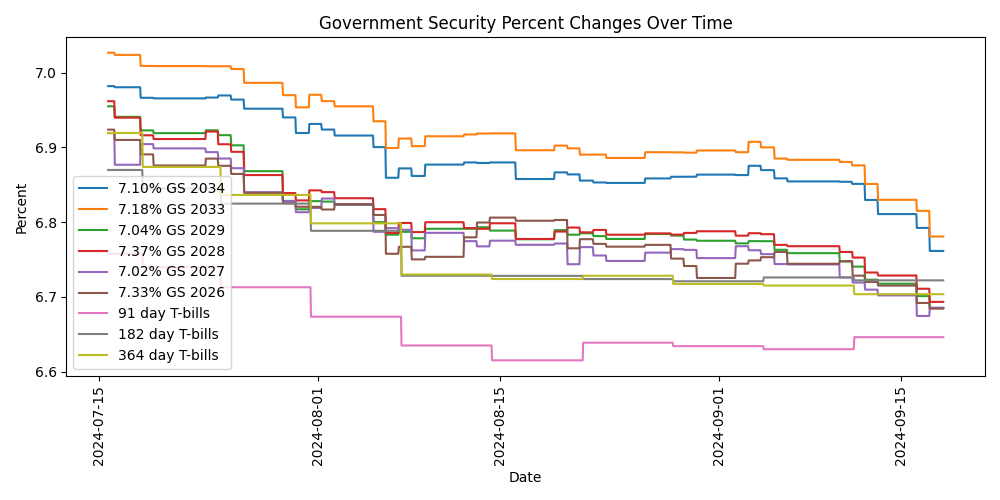 Government Security Percent Changes Over Time
Percent
7.0
6.9
6.8
6.7
6.6
7.10% GS 2034
7.18% GS 2033
7.04% GS 2029
7.37% GS 2028
7.02% GS 2027
7.33% GS 2026
91 day T-bills
182 day T-bills
364 day T-bills
2024-07-15
2024-08-01
2024-08-15
2024-09-01
2024-09-15
Date